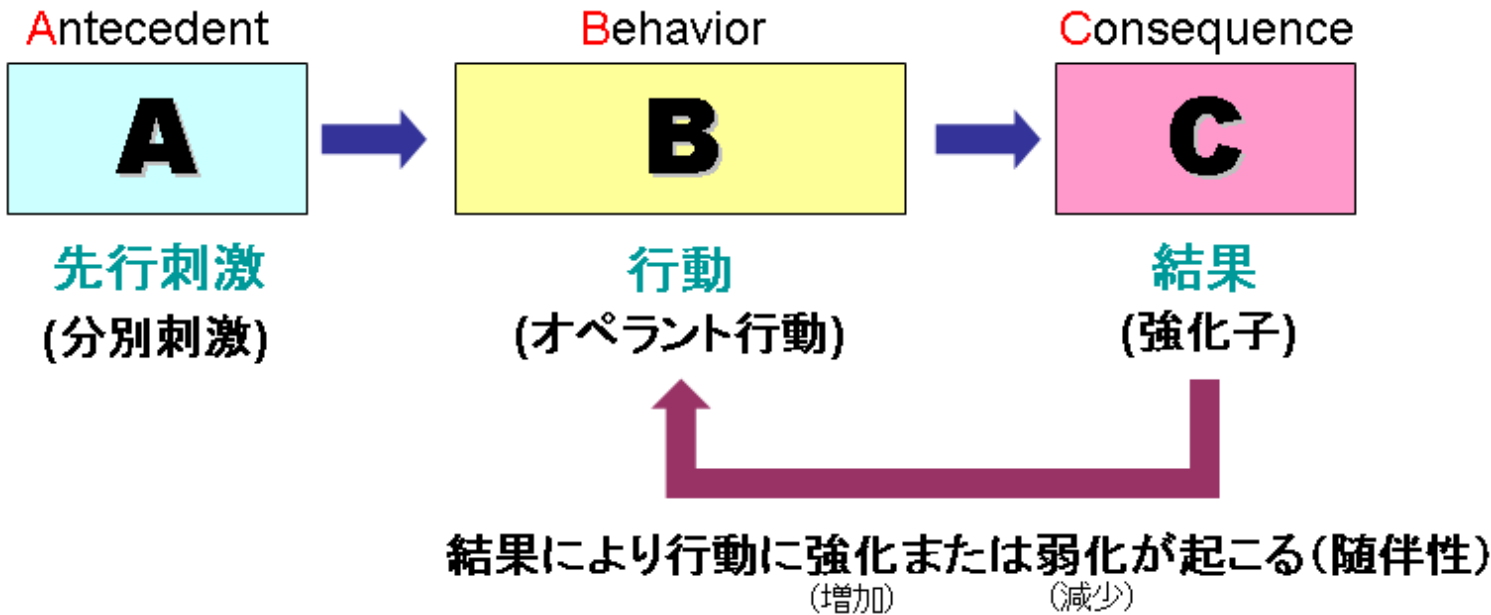 Antecedent Behavior Consequence
A B C
先行刺激 行動 結果
(分別刺激) (オペラント行動) (強化子)
結果により行動に強化または弱化が起こる(随伴性)
(増加) (減少)